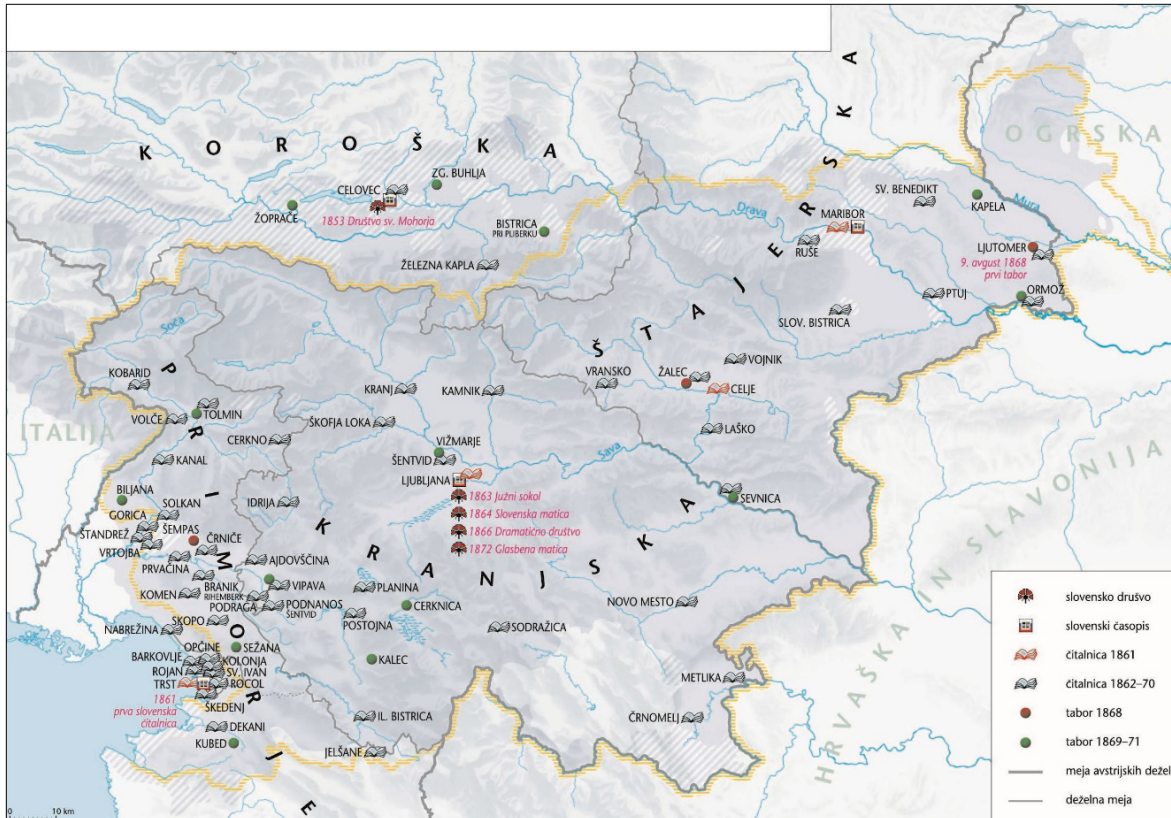 KOROŠKA
ŠTAJERSKA
OGRSKA
ZG. BUHLJA
CELOVEC
1853 Društvo sv. Mohorja
ŽOPRAČE
BISTRICA
PRI PLIBERKU
ŽELEZNA KAPLA
Drava
MARIBOR
RUŠE
SV. BENEDIKT
KAPELA
Mura
LJUTOMER
9. avgust 1868
prvi tabor
ORMOŽ
PTUJ
SLOV. BISTRICA
Soča
KOBARID
VOLČE
TOLMIN
CERKNO
KANAL
ITALIJA
PRIMORJE
KRANJ
KAMNIK
ŠKOFJA LOKA
VRANSKO
ŽALEC
VOJNIK
CELJE
LAŠKO
VIŽMARJE
ŠENTVID
LJUBLJANA
Sava
1863 Južni sokol
1864 Slovenska matica
1866 Dramatično društvo
1872 Glasbena matica
SEVNICA
KRANJSKA
BILJANA
GORICA
SOLKAN
ŠTANDREŽ
ŠEMPAS
ČRNIČE
VRTOJBA
PRVAČINA
IDRIJA
AJDOVŠČINA
BRANIK
RIHEMBERK
KOMEN
VIPAVA
PODRAGA
PODNANOS
ŠENTVID
SKOPO
NABREŽINA
PLANINA
POSTOJNA
CERKNICA
SODRAŽICA
NOVO MESTO
OPČINE
SEŽANA
BARKOVLJE
KOLONJA
ROJAN
SV. IVAN
TRST
ROCOL
1861
prva slovenska
čitalnica
ŠKEDENJ
DEKANI
KUBED
KALEC
IL. BISTRICA
JELŠANE
METLIKA
ČRNOMELJ
HRVAŠKA IN SLAVONIJA
slovensko društvo
slovenski časopis
čitalnica 1861
čitalnica 1862–70
tabor 1868
tabor 1869–71
meja avstrijskih dežel
deželna meja
0 10 km